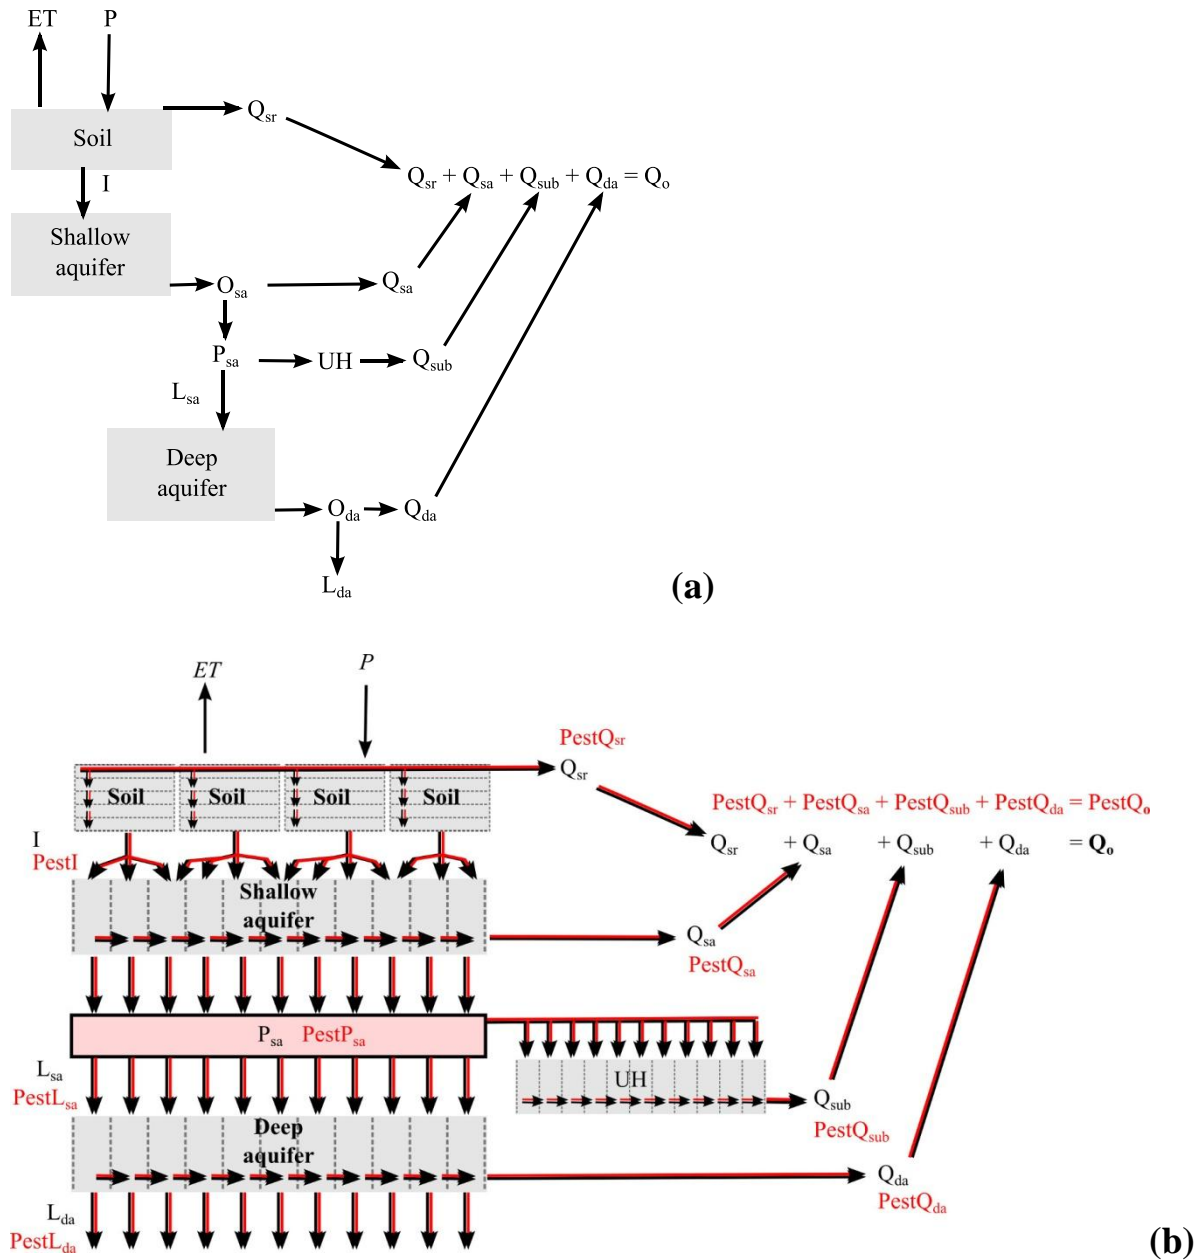 ET P
Soil
Q_sr
I
Q_sr + Q_sa + Q_sub + Q_da = Q_o
Shallow
aquifer
O_sa
Q_sa
P_sa
UH
Q_sub
L_sa
Deep
aquifer
O_da
Q_da
L_da
(a)
ET
P
PestQ_sr
Q_sr
Soil Soil Soil Soil
PestQ_sr + PestQ_sa + PestQ_sub + PestQ_da = PestQ_o
Q_sr + Q_sa + Q_sub + Q_da = Q_o
I
PestI
Shallow
aquifer
Q_sa
PestQ_sa
P_sa PestP_sa
L_sa
PestL_sa
UH
Q_sub
PestQ_sub
Deep
aquifer
Q_da
PestQ_da
L_da
PestL_da
(b)